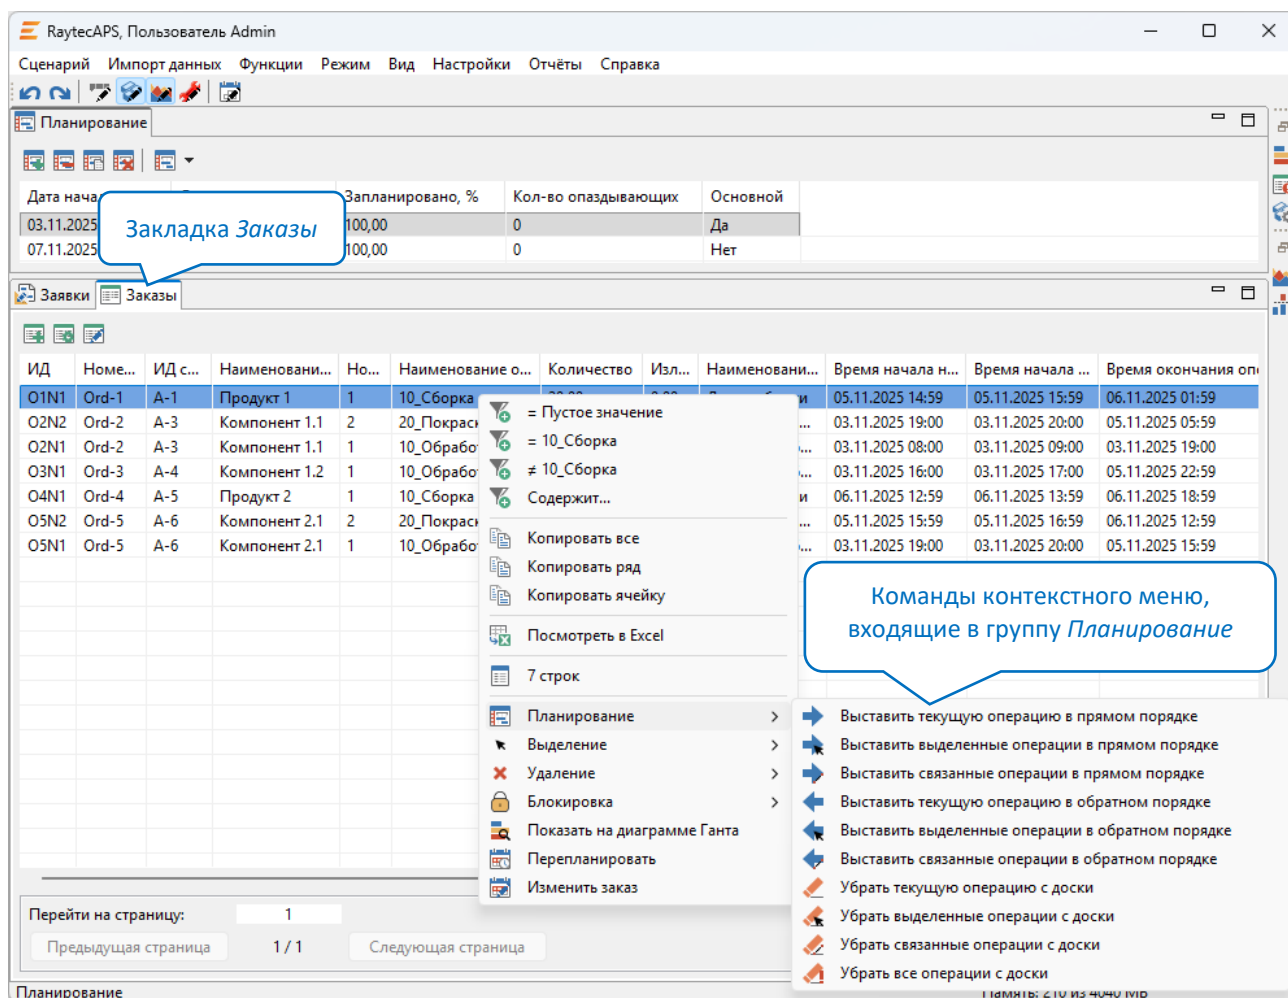 RaytecAPS, Пользователь Admin
Сценарий Импорт данных Функции Режим Вид Настройки Отчёты Справка
Планирование
Дата нача Запланировано, % Кол-во опаздывающих Основной
03.11.2025 100,00 0 Да
07.11.2025 100,00 0 Нет
Закладка Заказы
Заявки Заказы
ИД Номе... ИД с... Наименовани... Но... Наименование о... Количество Изл... Наименовани... Время начала н... Время начала ... Время окончания опе
O1N1 Ord-1 A-1 Продукт 1 1 10_Сборка 05.11.2025 14:59 05.11.2025 15:59 06.11.2025 01:59
O2N2 Ord-2 A-3 Компонент 1.1 2 20_Покрас ... 03.11.2025 19:00 03.11.2025 20:00 05.11.2025 05:59
O2N1 Ord-2 A-3 Компонент 1.1 1 10_Обрабо ... 03.11.2025 08:00 03.11.2025 09:00 03.11.2025 19:00
O3N1 Ord-3 A-4 Компонент 1.2 1 10_Обрабо ... 03.11.2025 16:00 03.11.2025 17:00 05.11.2025 22:59
O4N1 Ord-4 A-5 Продукт 2 1 10_Сборка и 06.11.2025 12:59 06.11.2025 13:59 06.11.2025 18:59
O5N2 Ord-5 A-6 Компонент 2.1 2 20_Покрас ... 05.11.2025 15:59 05.11.2025 16:59 06.11.2025 12:59
O5N1 Ord-5 A-6 Компонент 2.1 1 10_Обрабо ... 03.11.2025 19:00 03.11.2025 20:00 05.11.2025 15:59
= Пустое значение
= 10_Сборка
≠ 10_Сборка
Содержит...
Копировать все
Копировать ряд
Копировать ячейку
Посмотреть в Excel
7 строк
Планирование
Выделение
Удаление
Блокировка
Показать на диаграмме Ганта
Перепланировать
Изменить заказ
Команды контекстного меню,
входящие в группу Планирование
Выставить текущую операцию в прямом порядке
Выставить выделенные операции в прямом порядке
Выставить связанные операции в прямом порядке
Выставить текущую операцию в обратном порядке
Выставить выделенные операции в обратном порядке
Выставить связанные операции в обратном порядке
Убрать текущую операцию с доски
Убрать выделенные операции с доски
Убрать связанные операции с доски
Убрать все операции с доски
Перейти на страницу: 1
Предыдущая страница 1 / 1 Следующая страница
Планирование Память: 210 из 4040 МВ